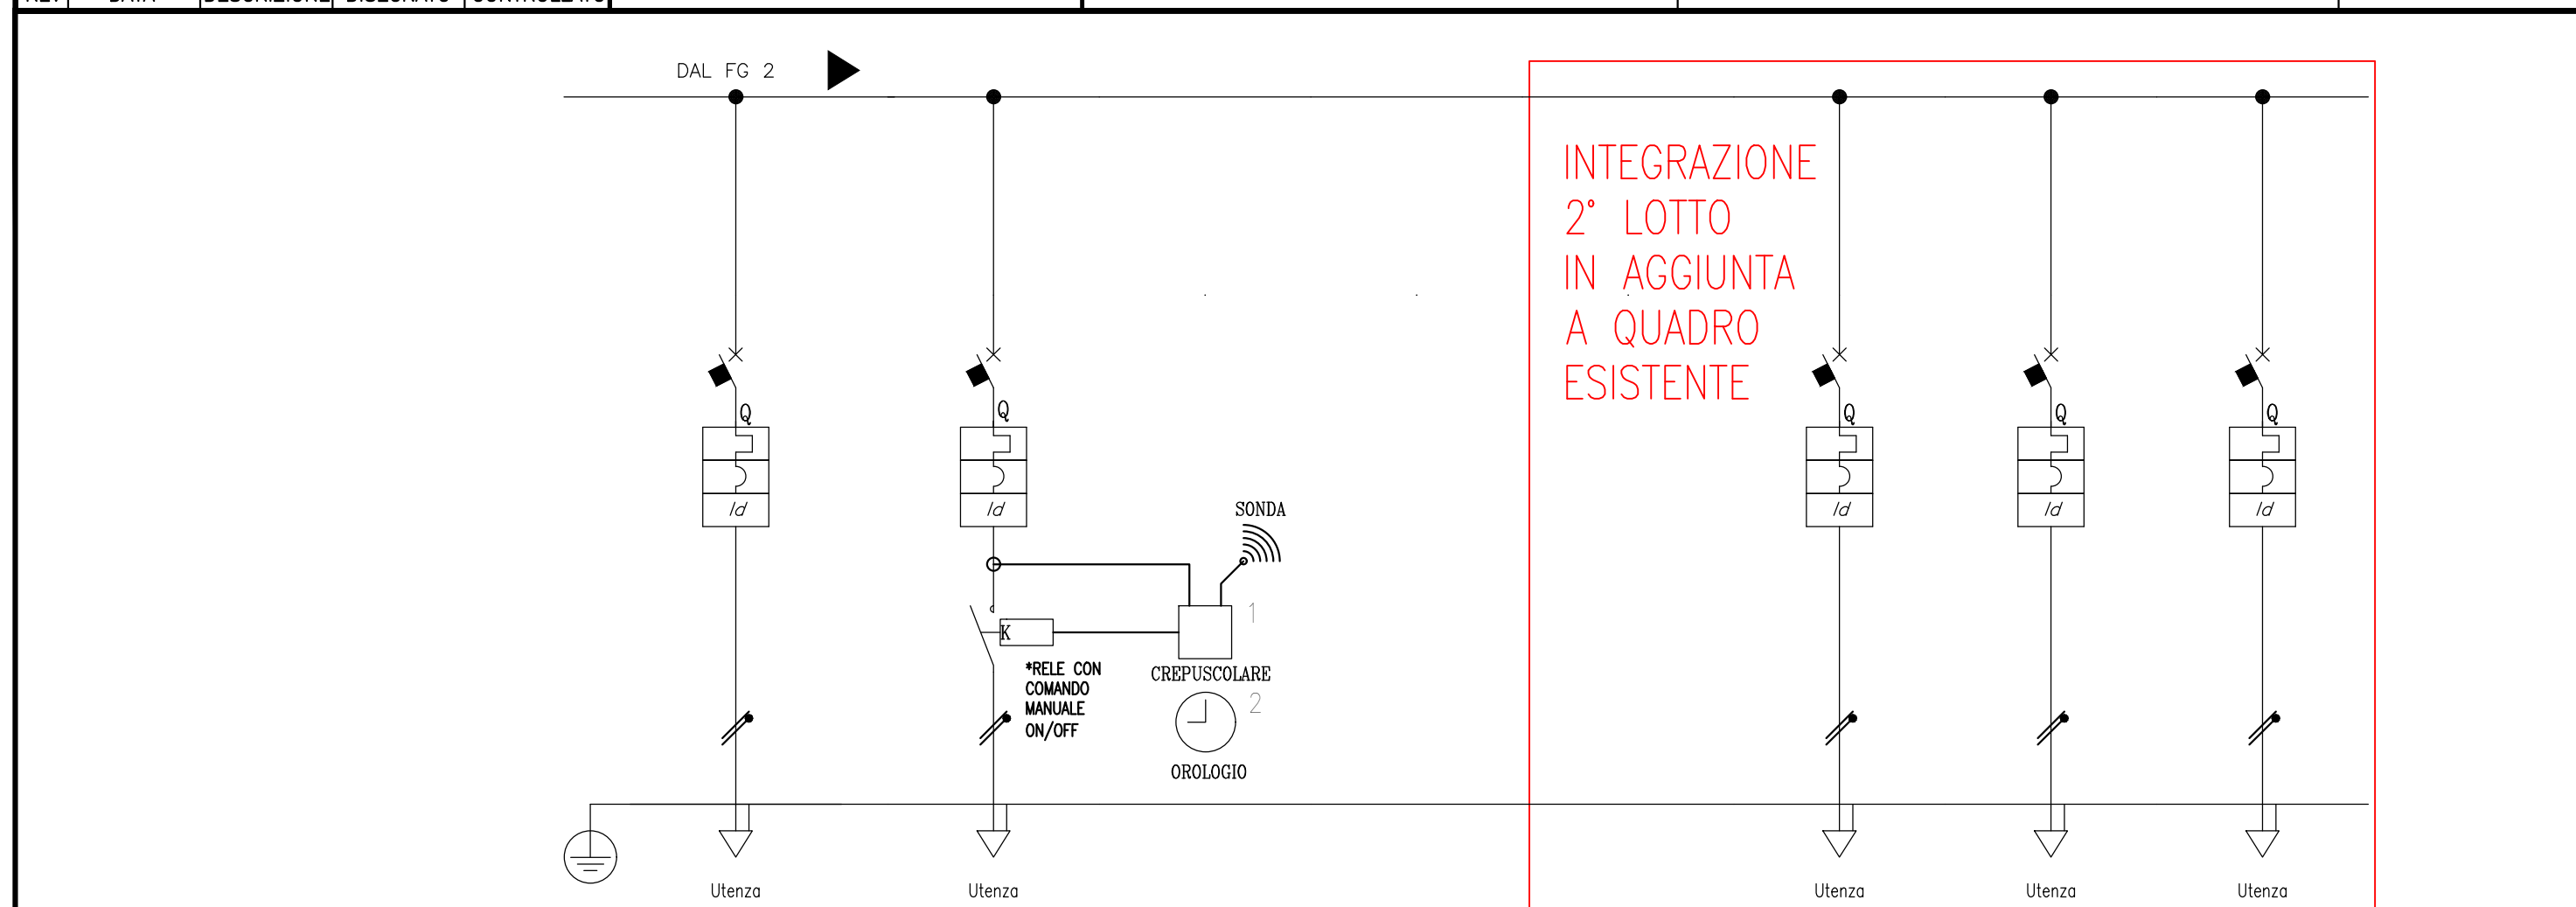 DAL FG 2
INTEGRAZIONE
2° LOTTO
IN AGGIUNTA
A QUADRO
ESISTENTE
Q
Q
Q
Q
Q
Id
Id
Id
Id
Id
SONDA
1
K
*RELE CON
COMANDO
MANUALE
ON/OFF
CREPUSCOLARE
2
OROLOGIO
Utenza
Utenza
Utenza
Utenza
Utenza